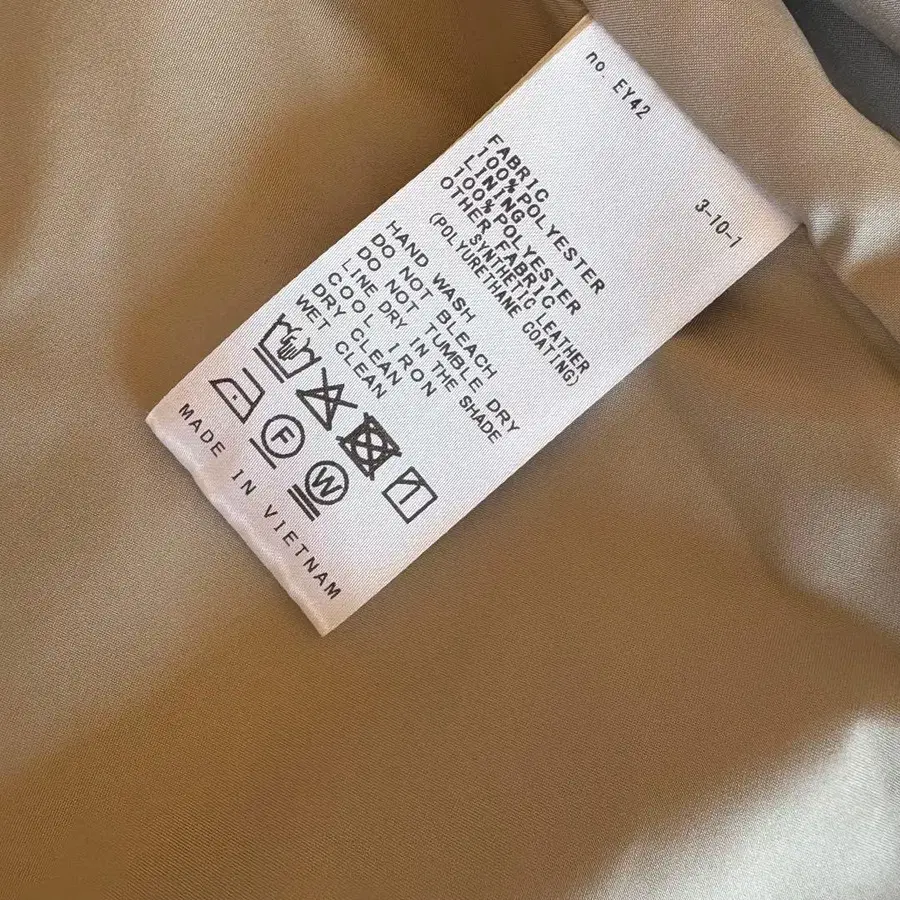 no. EY42
3-10-1
FABRIC
100%POLYESTER
LINING
100%POLYESTER
OTHER FABRIC
SYNTHETIC LEATHER
(POLYURETHANE COATING)
HAND WASH
DO NOT BLEACH
DO NOT TUMBLE DRY
LINE DRY IN THE SHADE
COOL IRON
DRY CLEAN
WET CLEAN
F
W
MADE IN VIETNAM